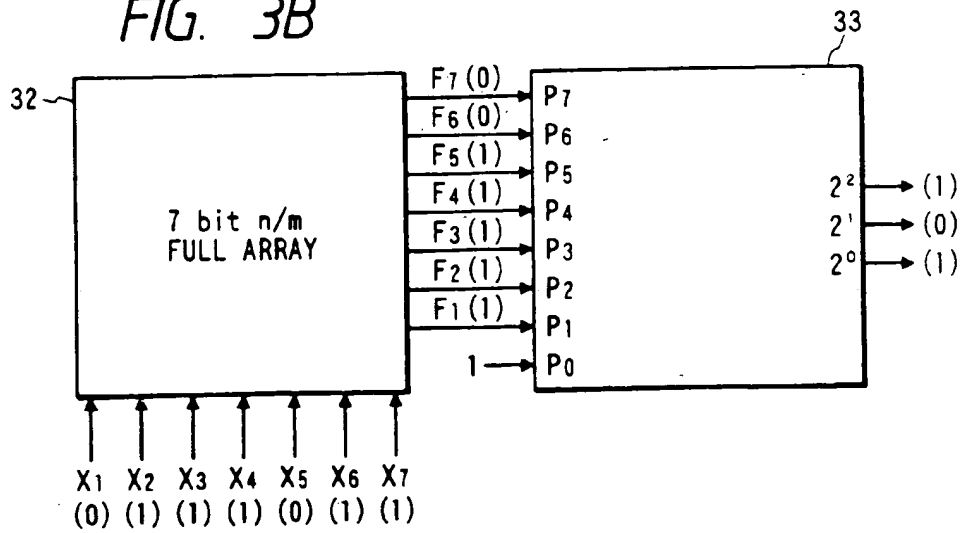 FIG. 3B
33
32
F7(0)
F6(0)
F5(1)
F4(1)
F3(1)
F2(1)
F1(1)
7 bit n/m
FULL ARRAY
P7
P6
P5
P4
P3
P2
P1
1
P0
2² (1)
2¹ (0)
2⁰ (1)
X1 X2 X3 X4 X5 X6 X7
(0) (1) (1) (1) (0) (1) (1)